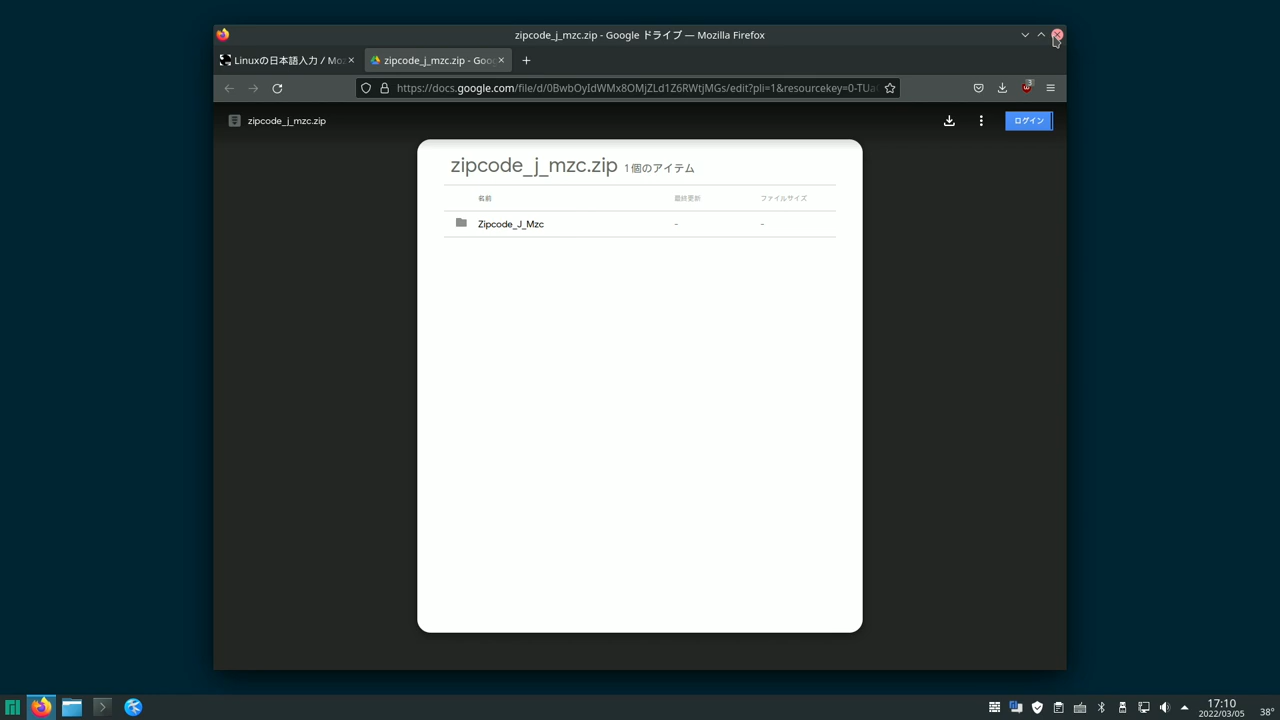 zipcode_j_mzc.zip - Google ドライブ — Mozilla Firefox
Linuxの日本語入力 / Moz
zipcode_j_mzc.zip - Goo
https://docs.google.com/file/d/0BwbOyIdWMx8OMjZLd1Z6RWtjMGs/edit?pli=1&resourcekey=0-TUa
3
zipcode_j_mzc.zip
ログイン
zipcode_j_mzc.zip 1 個のアイテム
名前 最終更新 ファイルサイズ
Zipcode_J_Mzc - -
17:10
2022/03/05
38°